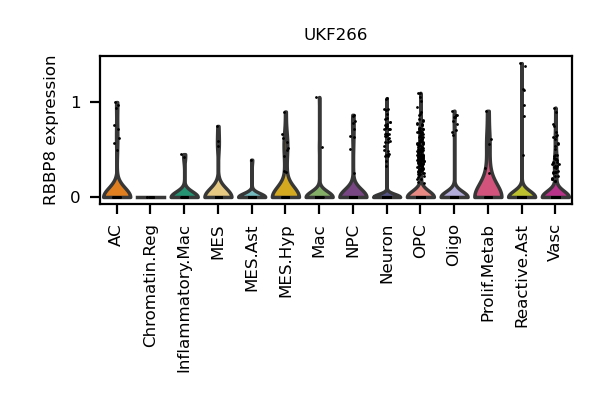 UKF266
RBBP8 expression
1
0
AC
Chromatin.Reg
Inflammatory.Mac
MES
MES.Ast
MES.Hyp
Mac
NPC
Neuron
OPC
Oligo
Prolif.Metab
Reactive.Ast
Vasc